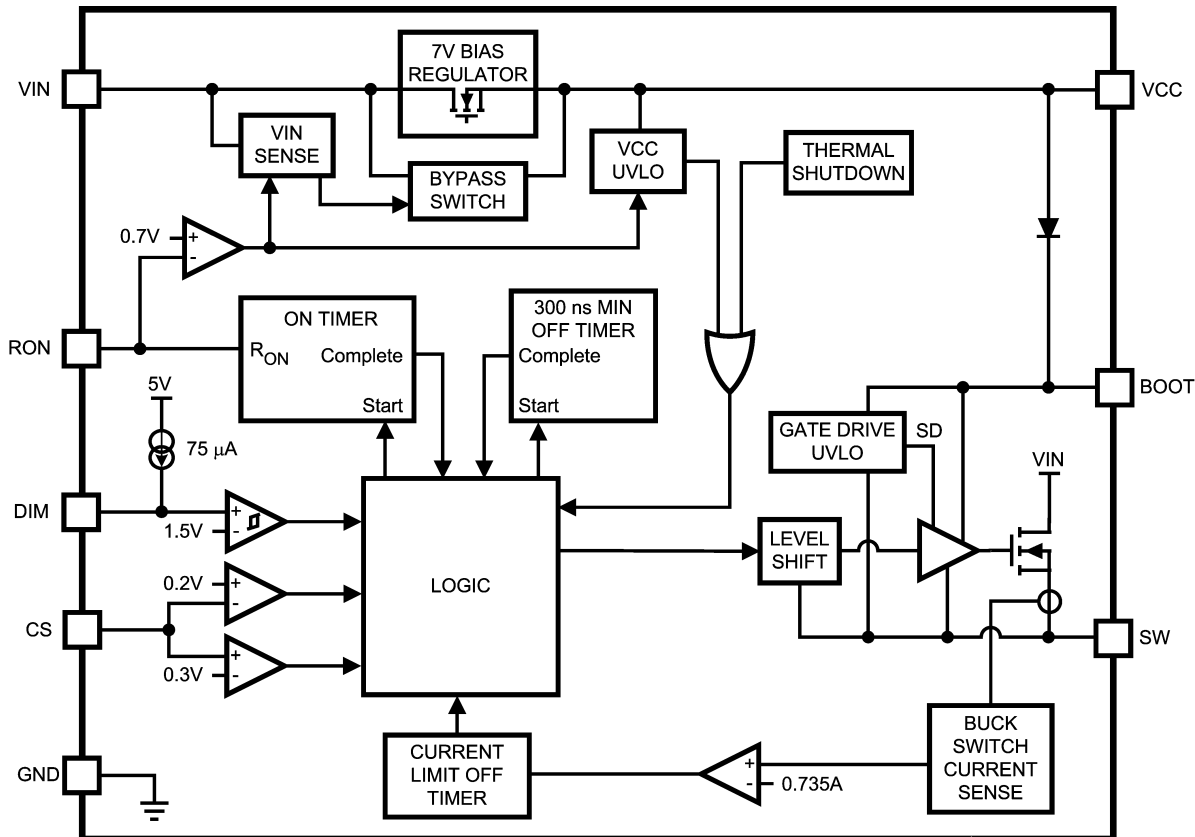 7V BIAS
REGULATOR
VIN
VCC
VIN
SENSE
BYPASS
SWITCH
VCC
UVLO
THERMAL
SHUTDOWN
0.7V
+
-
ON TIMER
RON
Complete
Start
300 ns MIN
OFF TIMER
Complete
Start
RON
5V
75 µA
BOOT
GATE DRIVE
UVLO
SD
VIN
DIM
+
1.5V
-
LEVEL
SHIFT
0.2V
+
-
LOGIC
CS
+
0.3V
-
SW
GND
CURRENT
LIMIT OFF
TIMER
+
-
0.735A
BUCK
SWITCH
CURRENT
SENSE